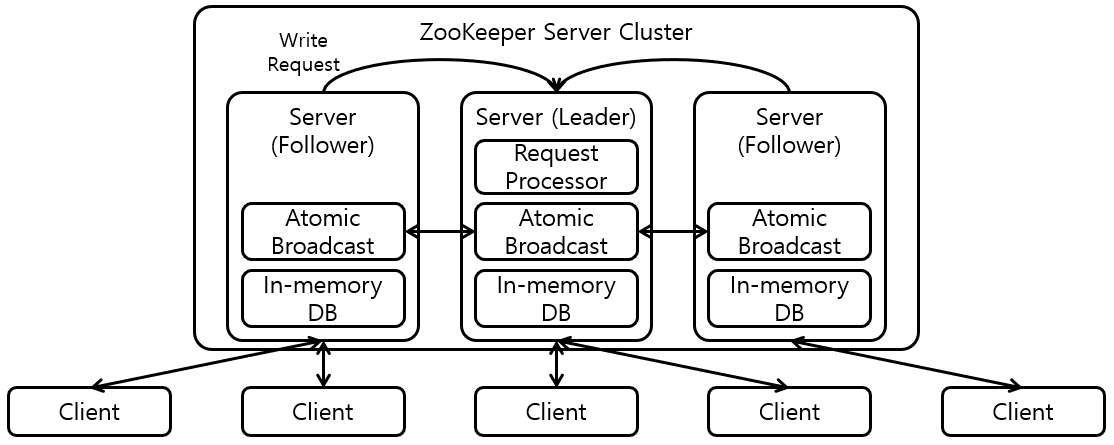 ZooKeeper Server Cluster
Write
Request
Server
(Follower)
Server (Leader)
Server
(Follower)
Request
Processor
Atomic
Broadcast
Atomic
Broadcast
Atomic
Broadcast
In-memory
DB
In-memory
DB
In-memory
DB
Client
Client
Client
Client
Client